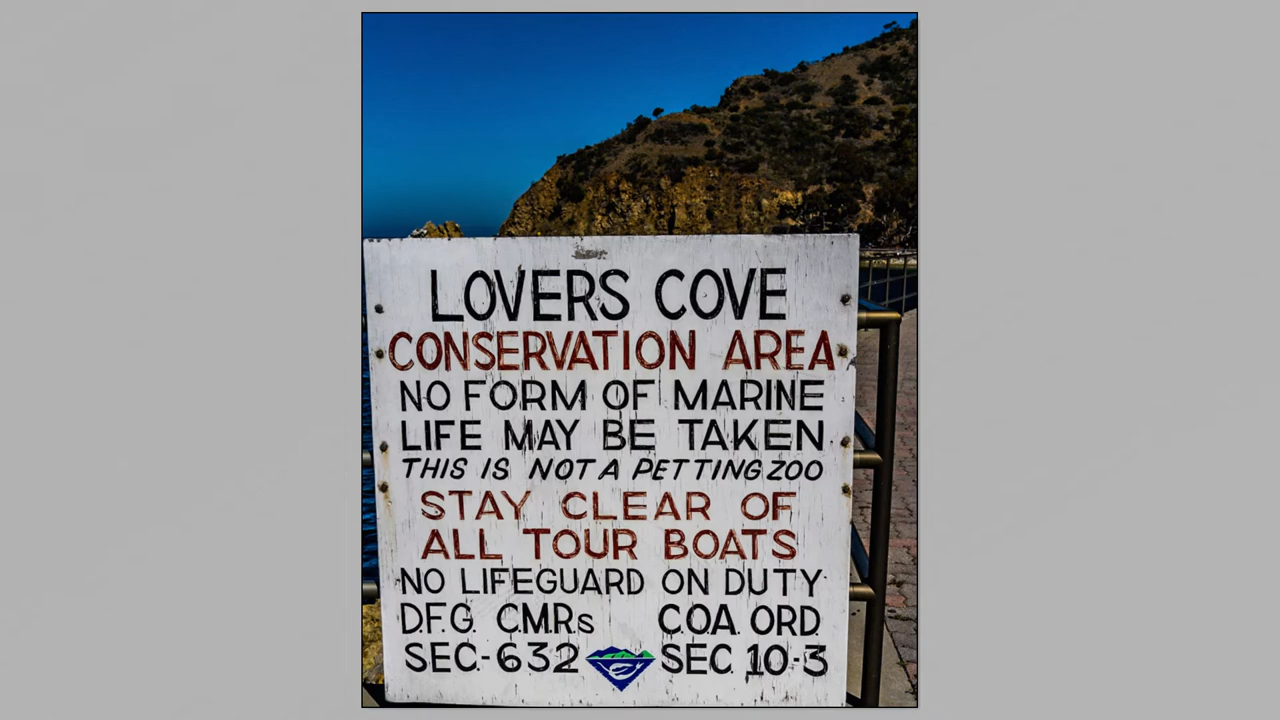 LOVERS COVE
CONSERVATION AREA
NO FORM OF MARINE
LIFE MAY BE TAKEN
THIS IS NOT A PETTING ZOO
STAY CLEAR OF
ALL TOUR BOATS
NO LIFEGUARD ON DUTY
D.F.G. C.M.R.s C.O.A. ORD.
SEC.-632 SEC. 10-3